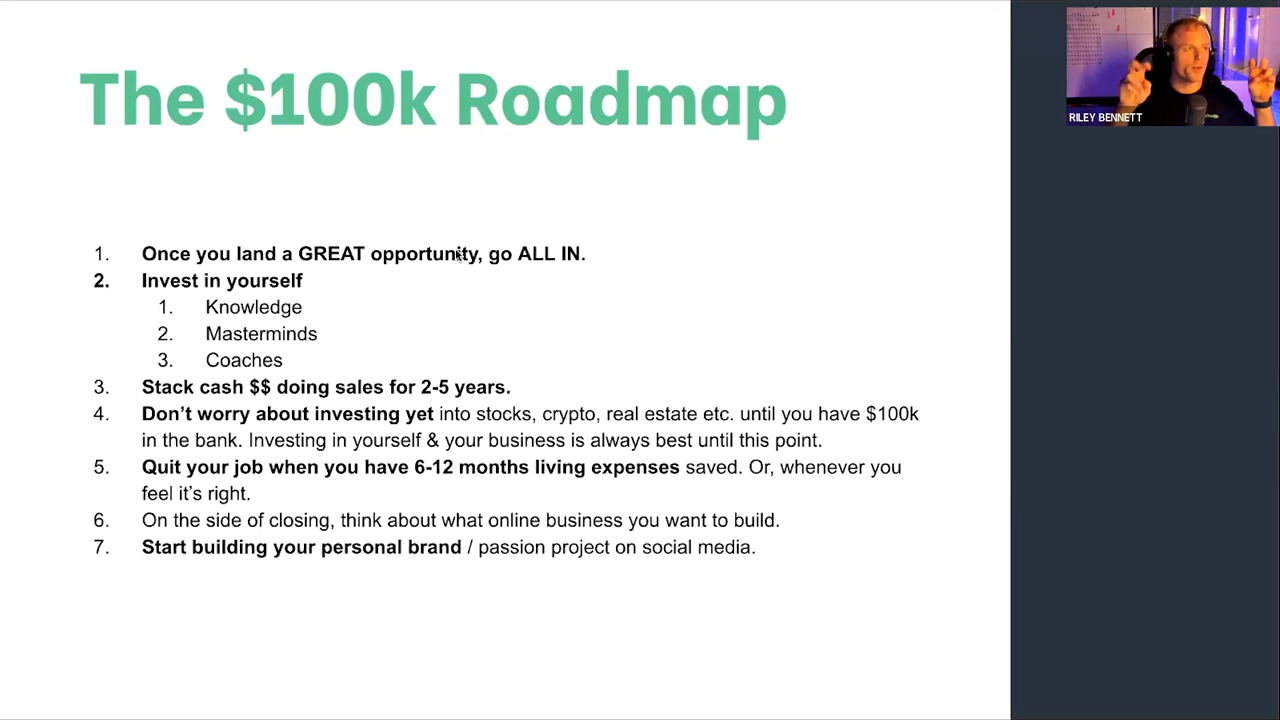 The $100k Roadmap
RILEY BENNETT
1. Once you land a GREAT opportunity, go ALL IN.
2. Invest in yourself
1. Knowledge
2. Masterminds
3. Coaches
3. Stack cash $$ doing sales for 2-5 years.
4. Don’t worry about investing yet into stocks, crypto, real estate etc. until you have $100k
in the bank. Investing in yourself & your business is always best until this point.
5. Quit your job when you have 6-12 months living expenses saved. Or, whenever you
feel it’s right.
6. On the side of closing, think about what online business you want to build.
7. Start building your personal brand / passion project on social media.